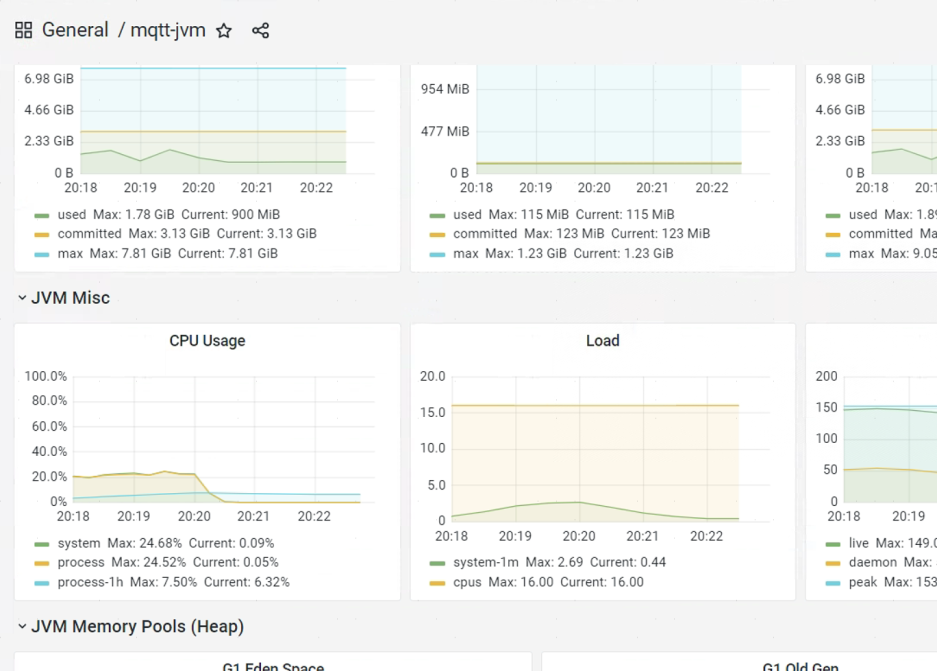 General / mqtt-jvm
6.98 GiB
4.66 GiB
2.33 GiB
0 B
20:18 20:19 20:20 20:21 20:22
used Max: 1.78 GiB Current: 900 MiB
committed Max: 3.13 GiB Current: 3.13 GiB
max Max: 7.81 GiB Current: 7.81 GiB
954 MiB
477 MiB
0 B
20:18 20:19 20:20 20:21 20:22
used Max: 115 MiB Current: 115 MiB
committed Max: 123 MiB Current: 123 MiB
max Max: 1.23 GiB Current: 1.23 GiB
6.98 GiB
4.66 GiB
2.33 GiB
0 B
20:18
used Max: 1.89
committed Ma
max Max: 9.05
JVM Misc
CPU Usage
100.0%
80.0%
60.0%
40.0%
20.0%
0%
20:18 20:19 20:20 20:21 20:22
system Max: 24.68% Current: 0.09%
process Max: 24.52% Current: 0.05%
process-1h Max: 7.50% Current: 6.32%
Load
20.0
15.0
10.0
5.0
0
20:18 20:19 20:20 20:21 20:22
system-1m Max: 2.69 Current: 0.44
cpus Max: 16.00 Current: 16.00
200
150
100
50
0
20:18 20:19
live Max: 149.0
daemon Max:
peak Max: 153
JVM Memory Pools (Heap)
G1 Eden Space
G1 Old Gen